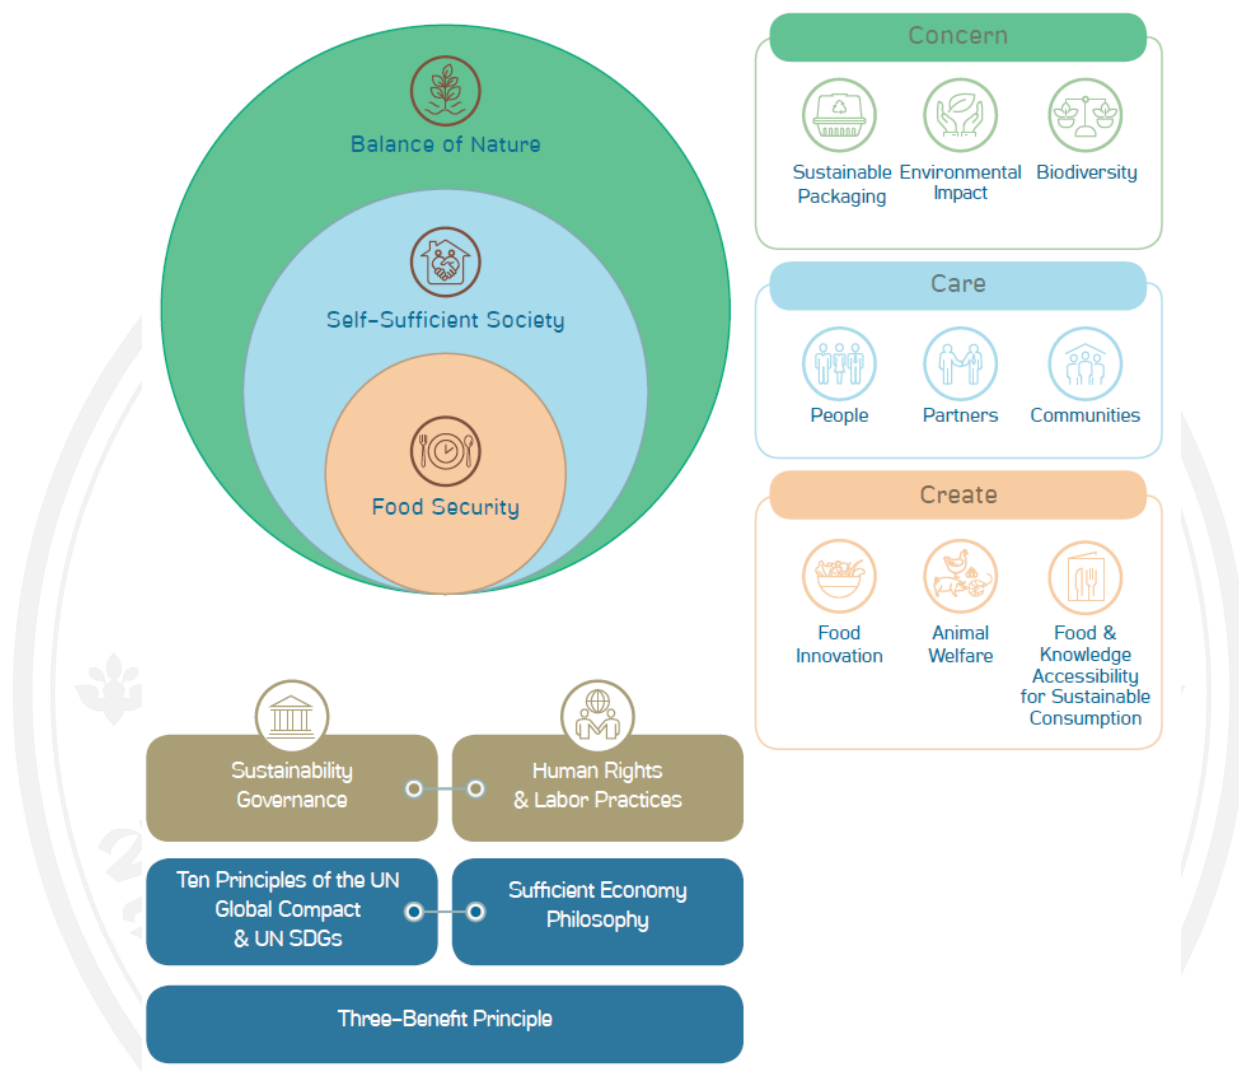 Balance of Nature
Self-Sufficient Society
Food Security
Concern
Sustainable
Packaging
Environmental
Impact
Biodiversity
Care
People
Partners
Communities
Create
Food
Innovation
Animal
Welfare
Food &
Knowledge
Accessibility
for Sustainable
Consumption
Sustainability
Governance
Human Rights
& Labor Practices
Ten Principles of the UN
Global Compact
& UN SDGs
Sufficient Economy
Philosophy
Three-Benefit Principle